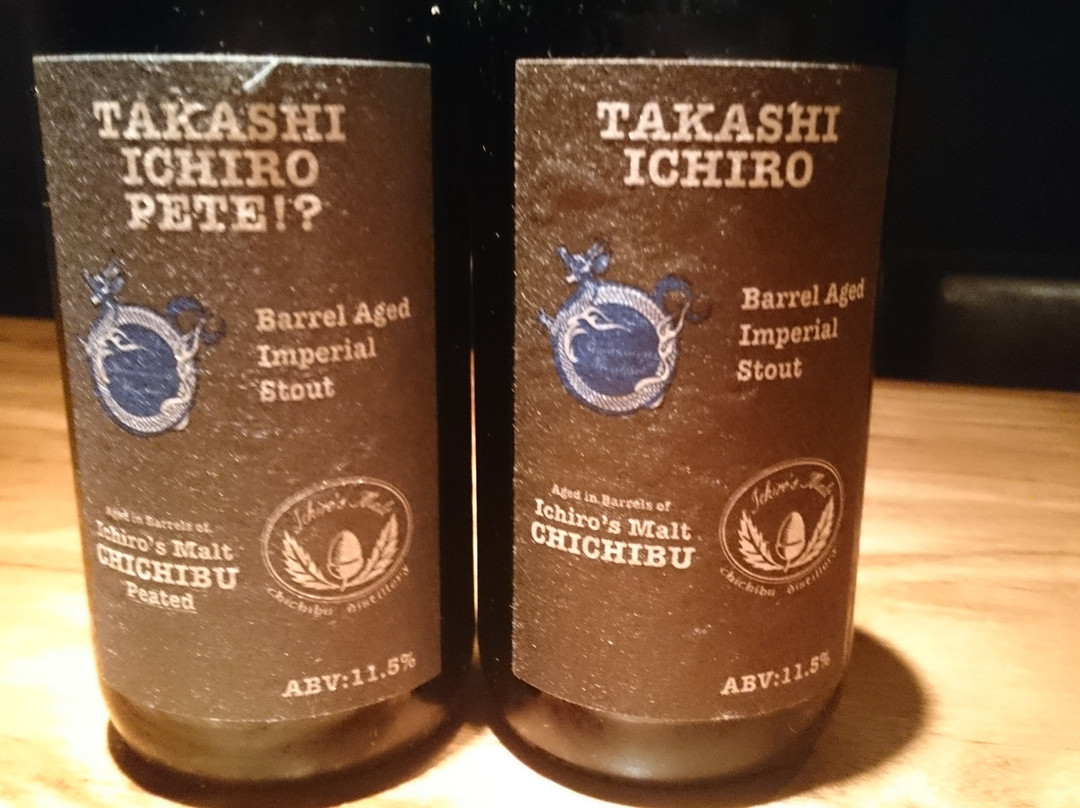 TAKASHI
ICHIRO
PETE!?
Barrel Aged
Imperial
Stout
Aged in Barrels of
Ichiro's Malt
CHICHIBU
Peated
Ichiro's Malt
chichibu distillery
ABV:11.5%
TAKASHI
ICHIRO
Barrel Aged
Imperial
Stout
Aged in Barrels of
Ichiro's Malt
CHICHIBU
Ichiro's Malt
chichibu distillery
ABV:11.5%